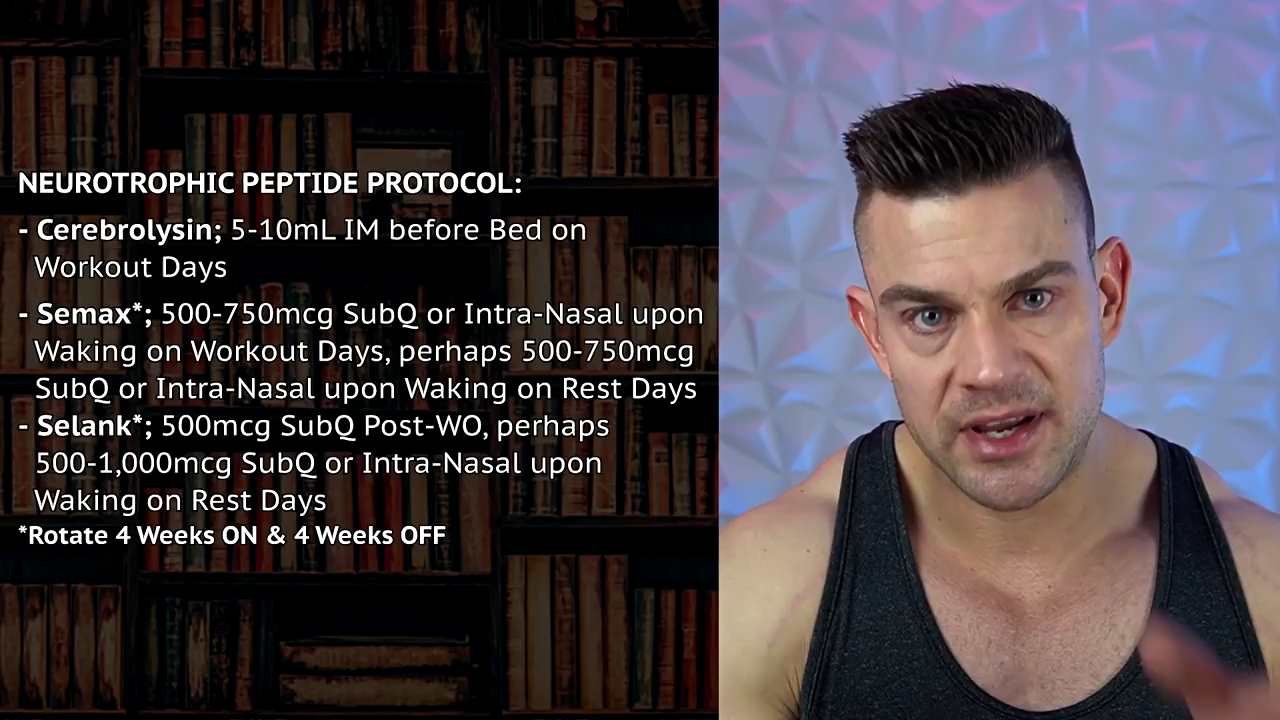 NEUROTROPHIC PEPTIDE PROTOCOL:
- Cerebrolysin; 5-10mL IM before Bed on
Workout Days
- Semax*; 500-750mcg SubQ or Intra-Nasal upon
Waking on Workout Days, perhaps 500-750mcg
SubQ or Intra-Nasal upon Waking on Rest Days
- Selank*; 500mcg SubQ Post-WO, perhaps
500-1,000mcg SubQ or Intra-Nasal upon
Waking on Rest Days
*Rotate 4 Weeks ON & 4 Weeks OFF